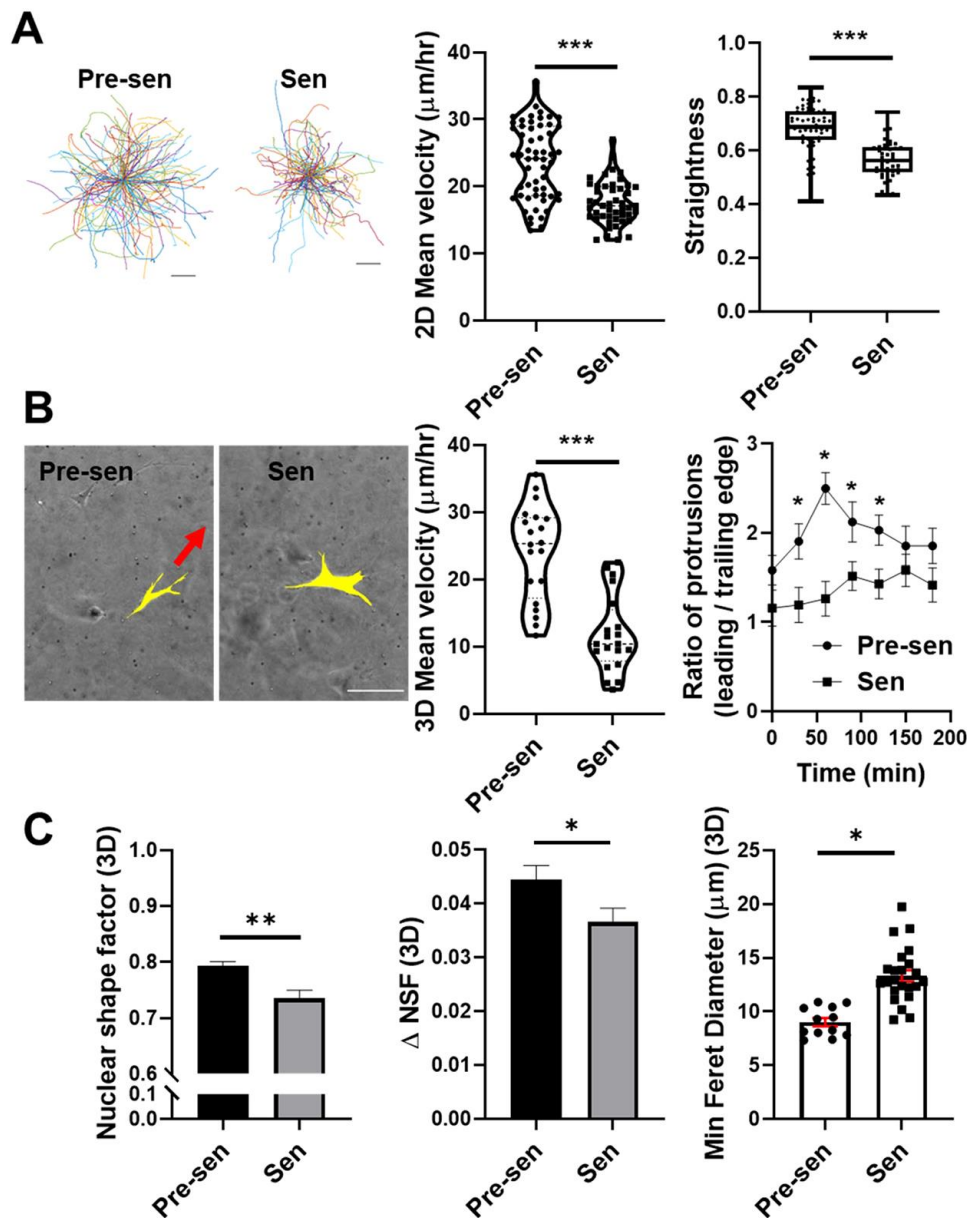 A
Pre-sen
Sen
2D Mean velocity (μm/hr)
40
30
20
10
0
***
Pre-sen
Sen
Straightness
1.0
0.8
0.6
0.4
0.2
0.0
***
Pre-sen
Sen
B
Pre-sen
Sen
3D Mean velocity (μm/hr)
40
30
20
10
0
***
Pre-sen
Sen
Ratio of protrusions
(leading / trailing edge)
3
2
1
0
*
*
*
*
Pre-sen
Sen
0
50
100
150
200
Time (min)
C
Nuclear shape factor (3D)
1.0
0.9
0.8
0.7
0.6
0.1
0.0
**
Pre-sen
Sen
Δ NSF (3D)
0.05
0.04
0.03
0.02
0.01
0.00
*
Pre-sen
Sen
Min Feret Diameter (μm) (3D)
25
20
15
10
5
0
*
Pre-sen
Sen